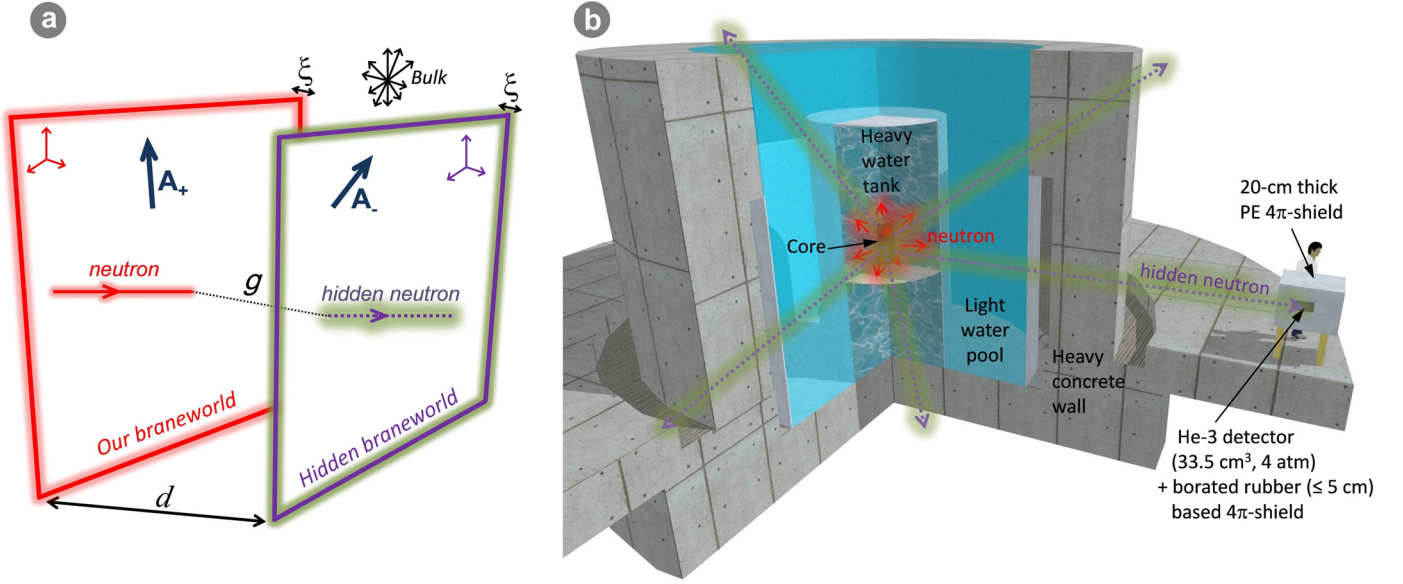 a
ξ
Bulk
ξ
A+
A-
neutron
g
hidden neutron
Our braneworld
Hidden braneworld
d
b
Heavy
water
tank
Core
neutron
Light
water
pool
Heavy
concrete
wall
hidden neutron
20-cm thick
PE 4π-shield
He-3 detector
(33.5 cm³, 4 atm)
+ borated rubber (≤ 5 cm)
based 4π-shield